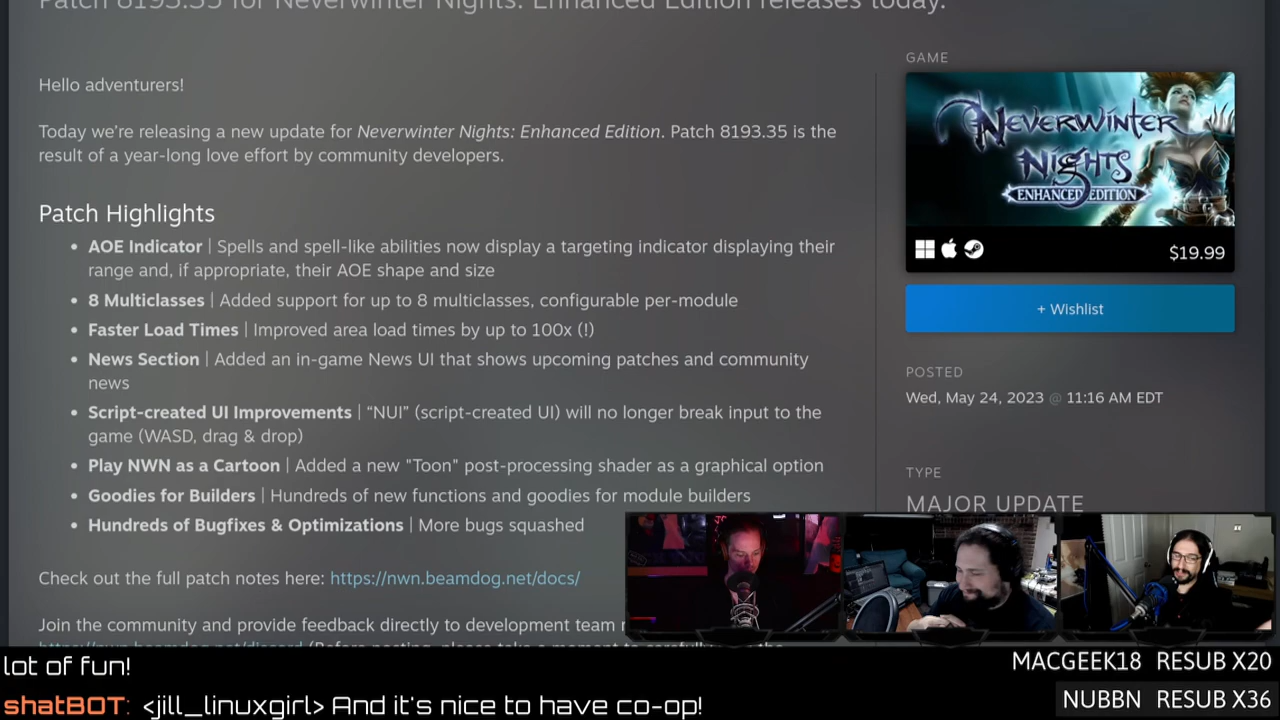 Patch 8193.35 for Neverwinter Nights: Enhanced Edition releases today.
Hello adventurers!
Today we're releasing a new update for Neverwinter Nights: Enhanced Edition. Patch 8193.35 is the
result of a year-long love effort by community developers.
Patch Highlights
• AOE Indicator | Spells and spell-like abilities now display a targeting indicator displaying their
range and, if appropriate, their AOE shape and size
• 8 Multiclasses | Added support for up to 8 multiclasses, configurable per-module
• Faster Load Times | Improved area load times by up to 100x (!)
• News Section | Added an in-game News UI that shows upcoming patches and community
news
• Script-created UI Improvements | “NUI” (script-created UI) will no longer break input to the
game (WASD, drag & drop)
• Play NWN as a Cartoon | Added a new "Toon" post-processing shader as a graphical option
• Goodies for Builders | Hundreds of new functions and goodies for module builders
• Hundreds of Bugfixes & Optimizations | More bugs squashed
Check out the full patch notes here: https://nwn.beamdog.net/docs/
Join the community and provide feedback directly to development team
GAME
NEVERWINTER
NIGHTS
ENHANCED EDITION
$19.99
+ Wishlist
POSTED
Wed, May 24, 2023 @ 11:16 AM EDT
TYPE
MAJOR UPDATE
lot of fun!
shatBOT: <jill_linuxgirl> And it's nice to have co-op!
MACGEEK18 RESUB X20
NUBBN RESUB X36